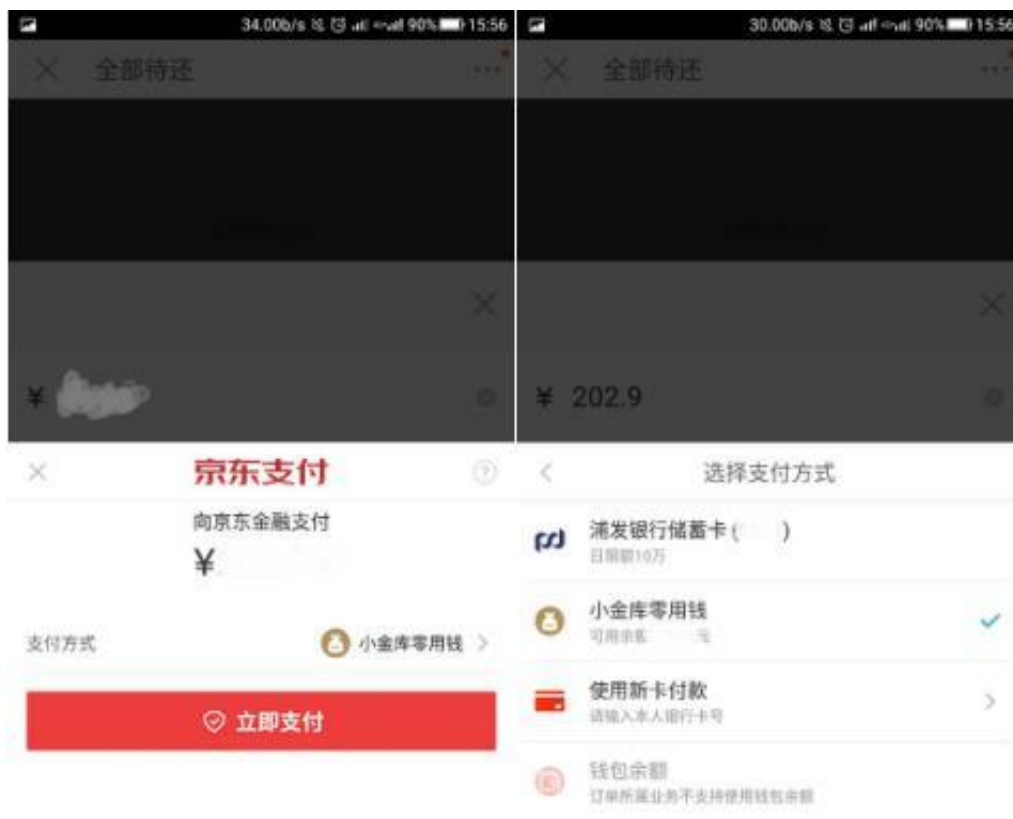 34.00b/s 90% 15:56
全部待还
¥
京东支付
向京东金融支付
¥
支付方式 小金库零用钱
立即支付
30.00b/s 90% 15:56
全部待还
¥ 202.9
选择支付方式
浦发银行储蓄卡 ( )
日限额10万
小金库零用钱
可用余额 元
使用新卡付款
请输入本人银行卡号
钱包余额
订单所属业务不支持使用钱包余额